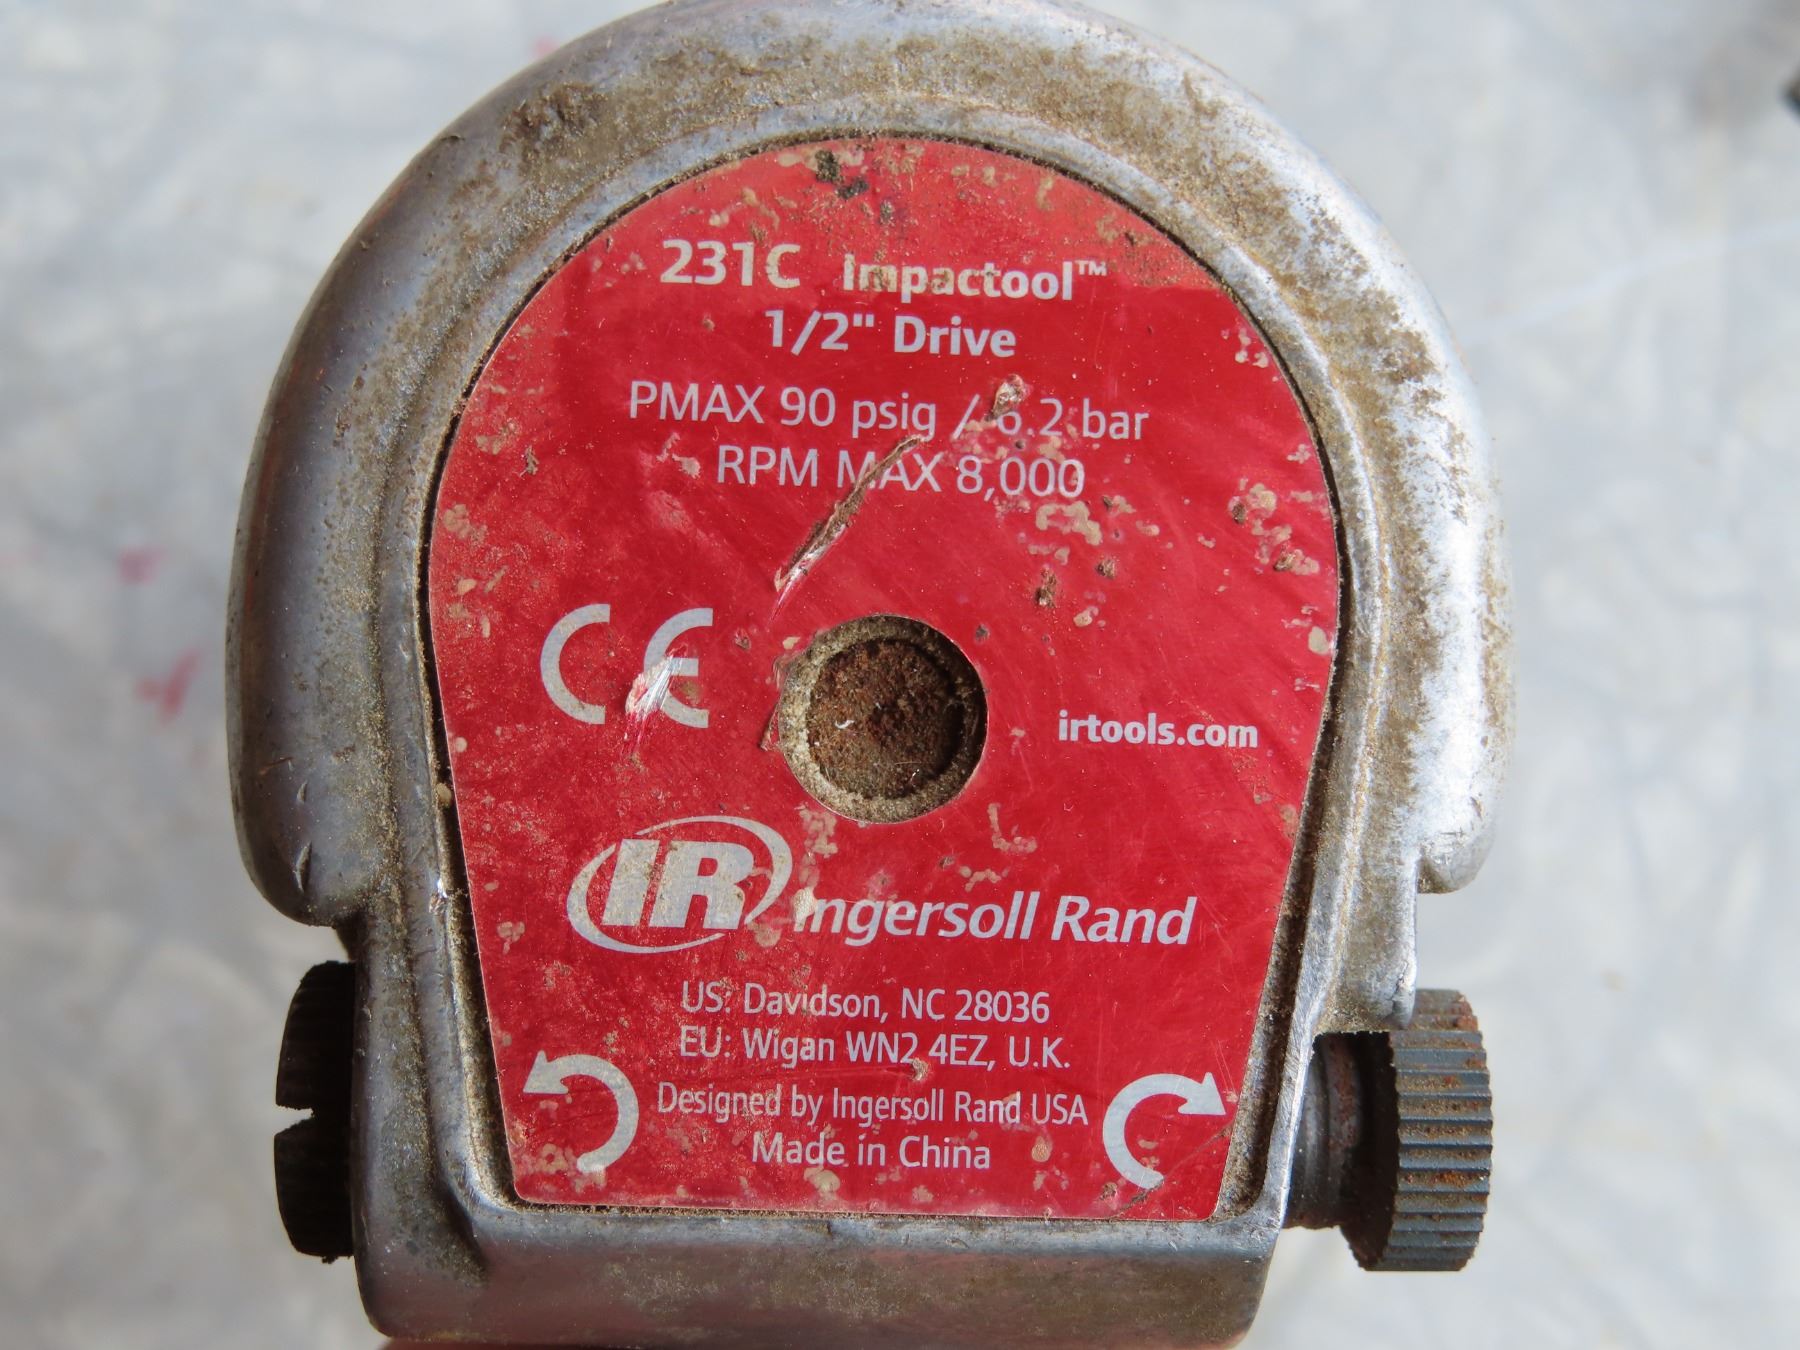 231C Impactool™
1/2" Drive
PMAX 90 psig / 6.2 bar
RPM MAX 8,000
CE
irtools.com
IR Ingersoll Rand
US: Davidson, NC 28036
EU: Wigan WN2 4EZ, U.K.
Designed by Ingersoll Rand USA
Made in China